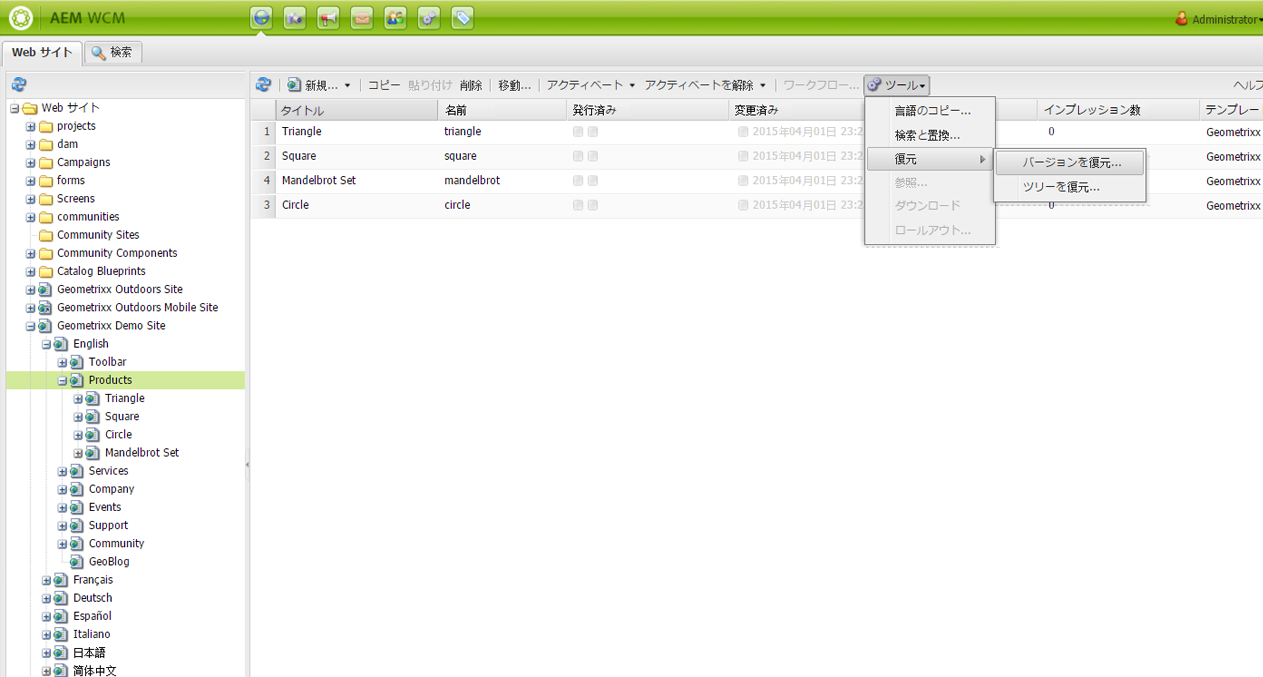 AEM WCM
Administrator
Web サイト 検索
新規... コピー 貼り付け 削除 移動... アクティベート アクティベートを解除 ワークフロー... ツール ヘルプ
タイトル 名前 発行済み 変更済み インプレッション数 テンプレー
1 Triangle triangle 2015年04月01日 23:2 0 Geometrixx
2 Square square 2015年04月01日 23:2 Geometrixx
4 Mandelbrot Set mandelbrot 2015年04月01日 23:2 Geometrixx
3 Circle circle 2015年04月01日 23:2 0 Geometrixx
言語のコピー...
検索と置換...
復元
参照...
ダウンロード
ロールアウト...
バージョンを復元...
ツリーを復元...
Web サイト
projects
dam
Campaigns
forms
Screens
communities
Community Sites
Community Components
Catalog Blueprints
Geometrixx Outdoors Site
Geometrixx Outdoors Mobile Site
Geometrixx Demo Site
English
Toolbar
Products
Triangle
Square
Circle
Mandelbrot Set
Services
Company
Events
Support
Community
GeoBlog
Français
Deutsch
Español
Italiano
日本語
简体中文